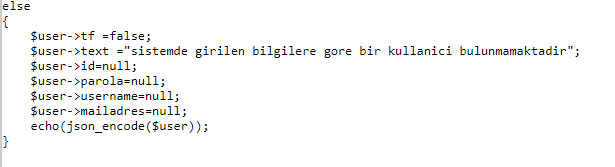 else
{
    $user->tf =false;
    $user->text ="sistemde girilen bilgilere gore bir kullanici bulunmamaktadir";
    $user->id=null;
    $user->parola=null;
    $user->username=null;
    $user->mailadres=null;
    echo(json_encode($user));
}